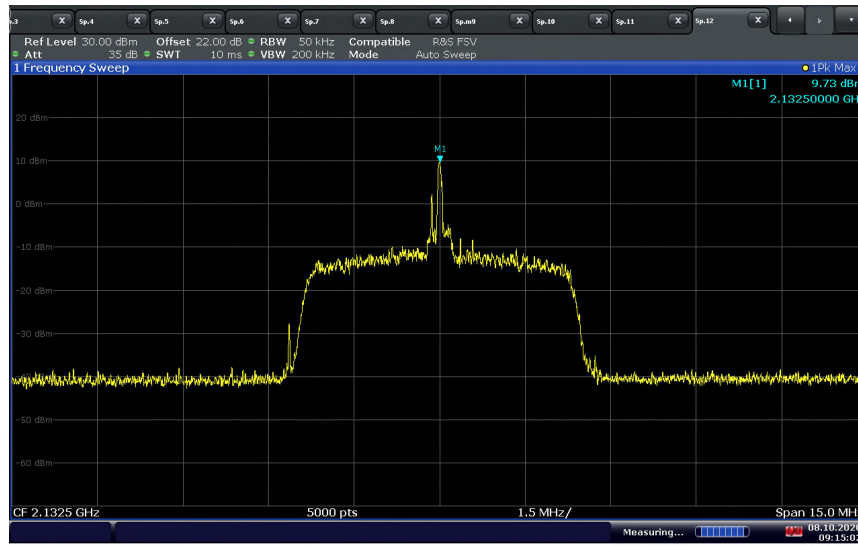 .3 X Sp.4 X Sp.5 X Sp.6 X Sp.7 X Sp.8 X Sp.m9 X Sp.10 X Sp.11 X Sp.12 X
Ref Level 30.00 dBm Offset 22.00 dB RBW 50 kHz Compatible R&S FSV
Att 35 dB SWT 10 ms VBW 200 kHz Mode Auto Sweep
1 Frequency Sweep 1Pk Max
M1[1] 9.73 dBm
2.13250000 GH
20 dBm
M1
10 dBm
0 dBm
-10 dBm
-20 dBm
-30 dBm
-50 dBm
-60 dBm
CF 2.1325 GHz 5000 pts 1.5 MHz/ Span 15.0 MH
Measuring... 08.10.2020
09:15:02